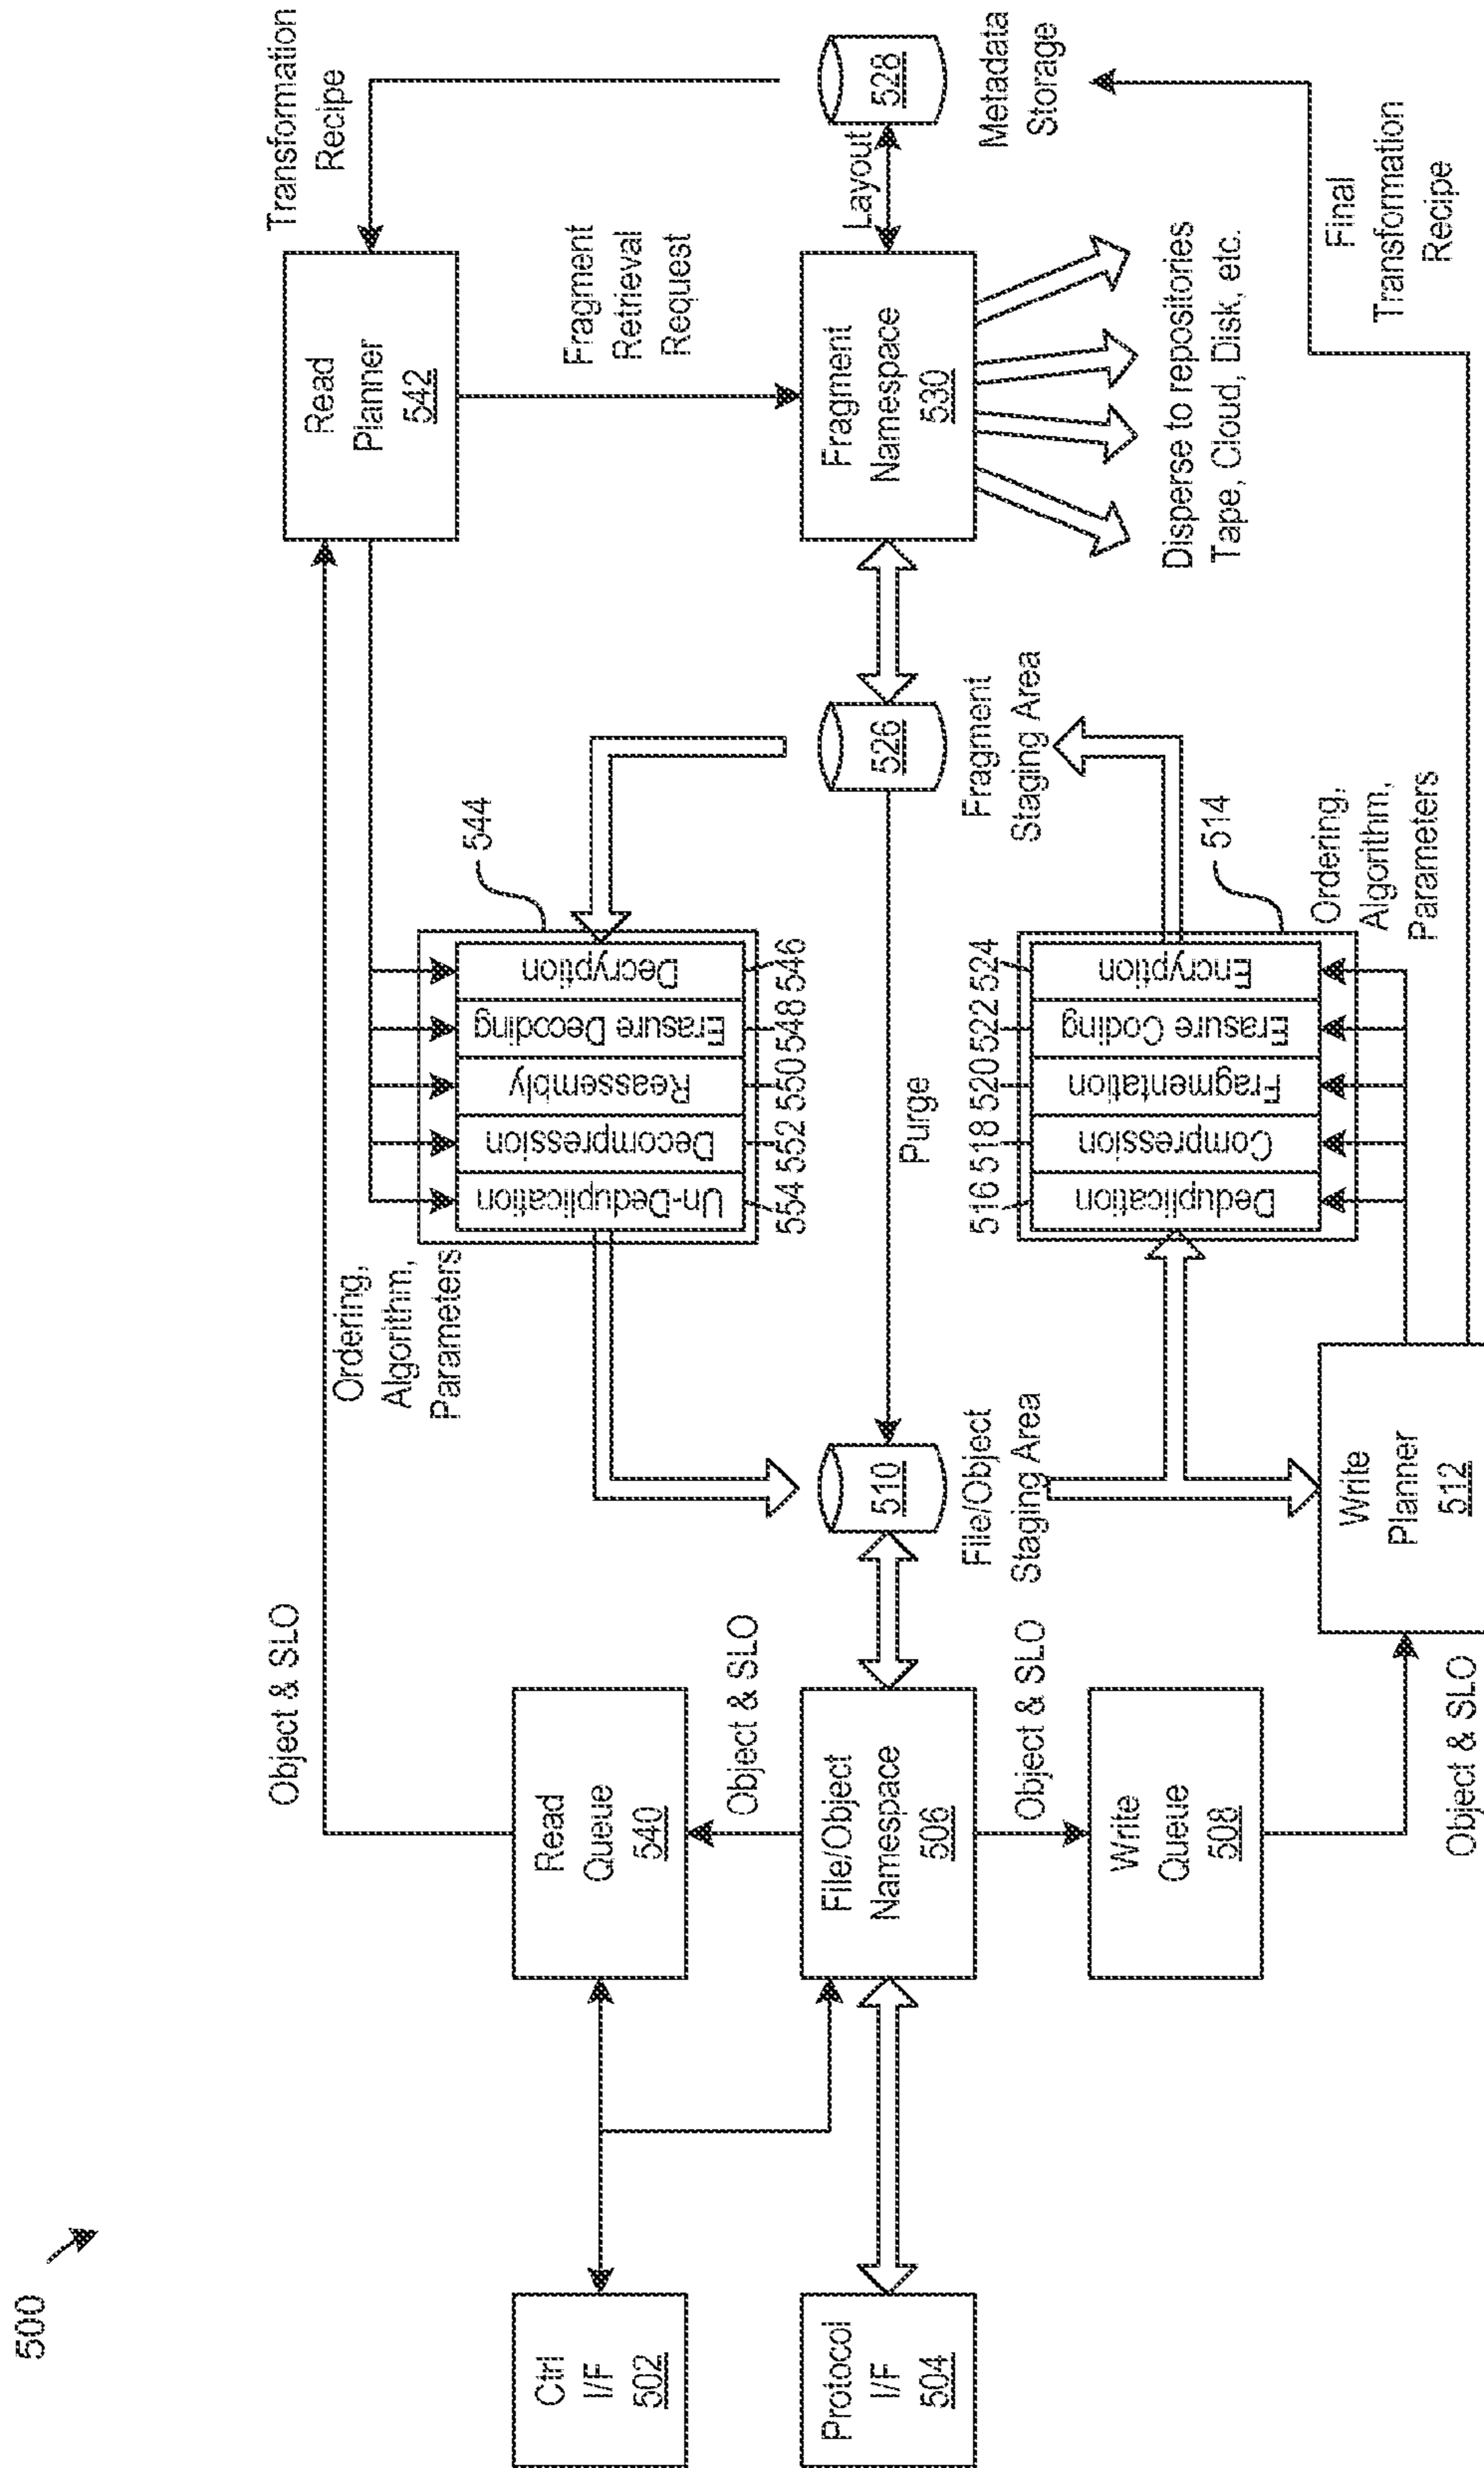 500
Ctrl
I/F
502
Protocol
I/F
504
Object & SLO
Read
Queue
540
Object & SLO
File/Object
Namespace
506
Object & SLO
Write
Queue
508
Object & SLO
Ordering,
Algorithm,
Parameters
510
File/Object
Staging Area
Write
Planner
512
544
Un-Deduplication
Decompression
Reassembly
Erasure Decoding
Decryption
554 552 550 548 546
Purge
516 518 520 522 524
Deduplication
Compression
Fragmentation
Erasure Coding
Encryption
514
Ordering,
Algorithm,
Parameters
526
Fragment
Staging Area
Transformation
Recipe
Read
Planner
542
Fragment
Retrieval
Request
Fragment
Namespace
530
Layout
528
Metadata
Storage
Disperse to repositories
Tape, Cloud, Disk, etc.
Final
Transformation
Recipe